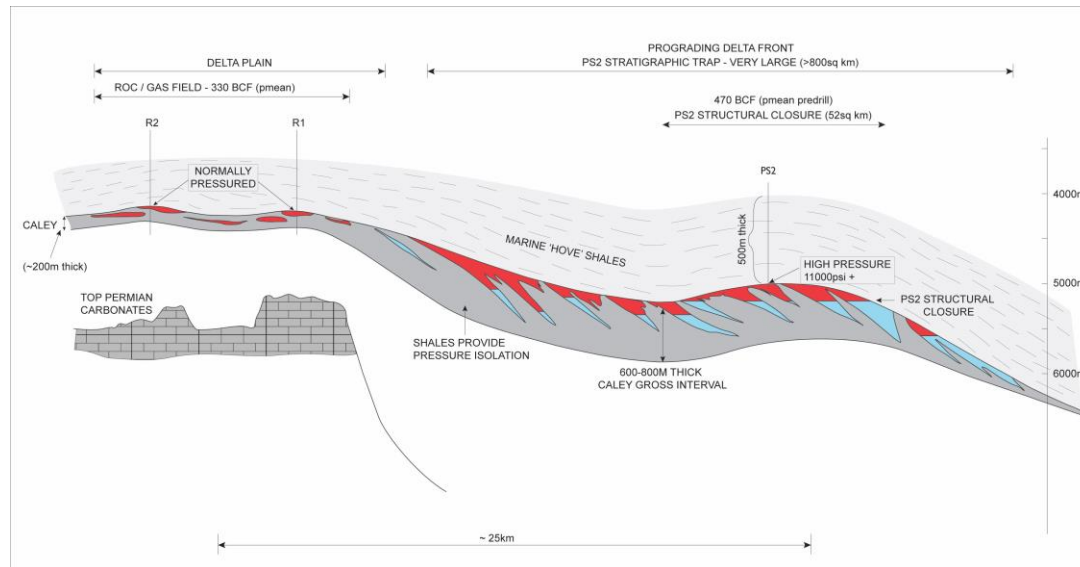 PROGRADING DELTA FRONT
PS2 STRATIGRAPHIC TRAP - VERY LARGE (>800sq km)
DELTA PLAIN
ROC / GAS FIELD - 330 BCF (pmean)
470 BCF (pmean predrill)
PS2 STRUCTURAL CLOSURE (52sq km)
R2
R1
PS2
NORMALLY
PRESSURED
4000m
CALEY
(~200m thick)
MARINE 'HOVE' SHALES
500m thick
HIGH PRESSURE
11000psi +
5000m
PS2 STRUCTURAL
CLOSURE
TOP PERMIAN
CARBONATES
SHALES PROVIDE
PRESSURE ISOLATION
600-800M THICK
CALEY GROSS INTERVAL
6000m
~ 25km